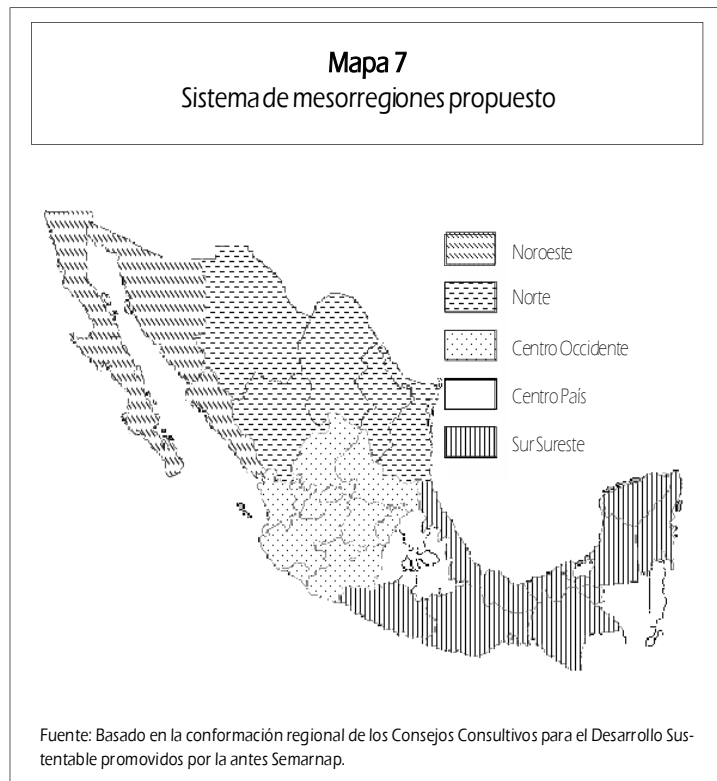 Mapa 7
Sistema de mesorregiones propuesto
Noroeste
Norte
Centro Occidente
Centro País
Sur Sureste
Fuente: Basado en la conformación regional de los Consejos Consultivos para el Desarrollo Sus-
tentable promovidos por la antes Semarnap.